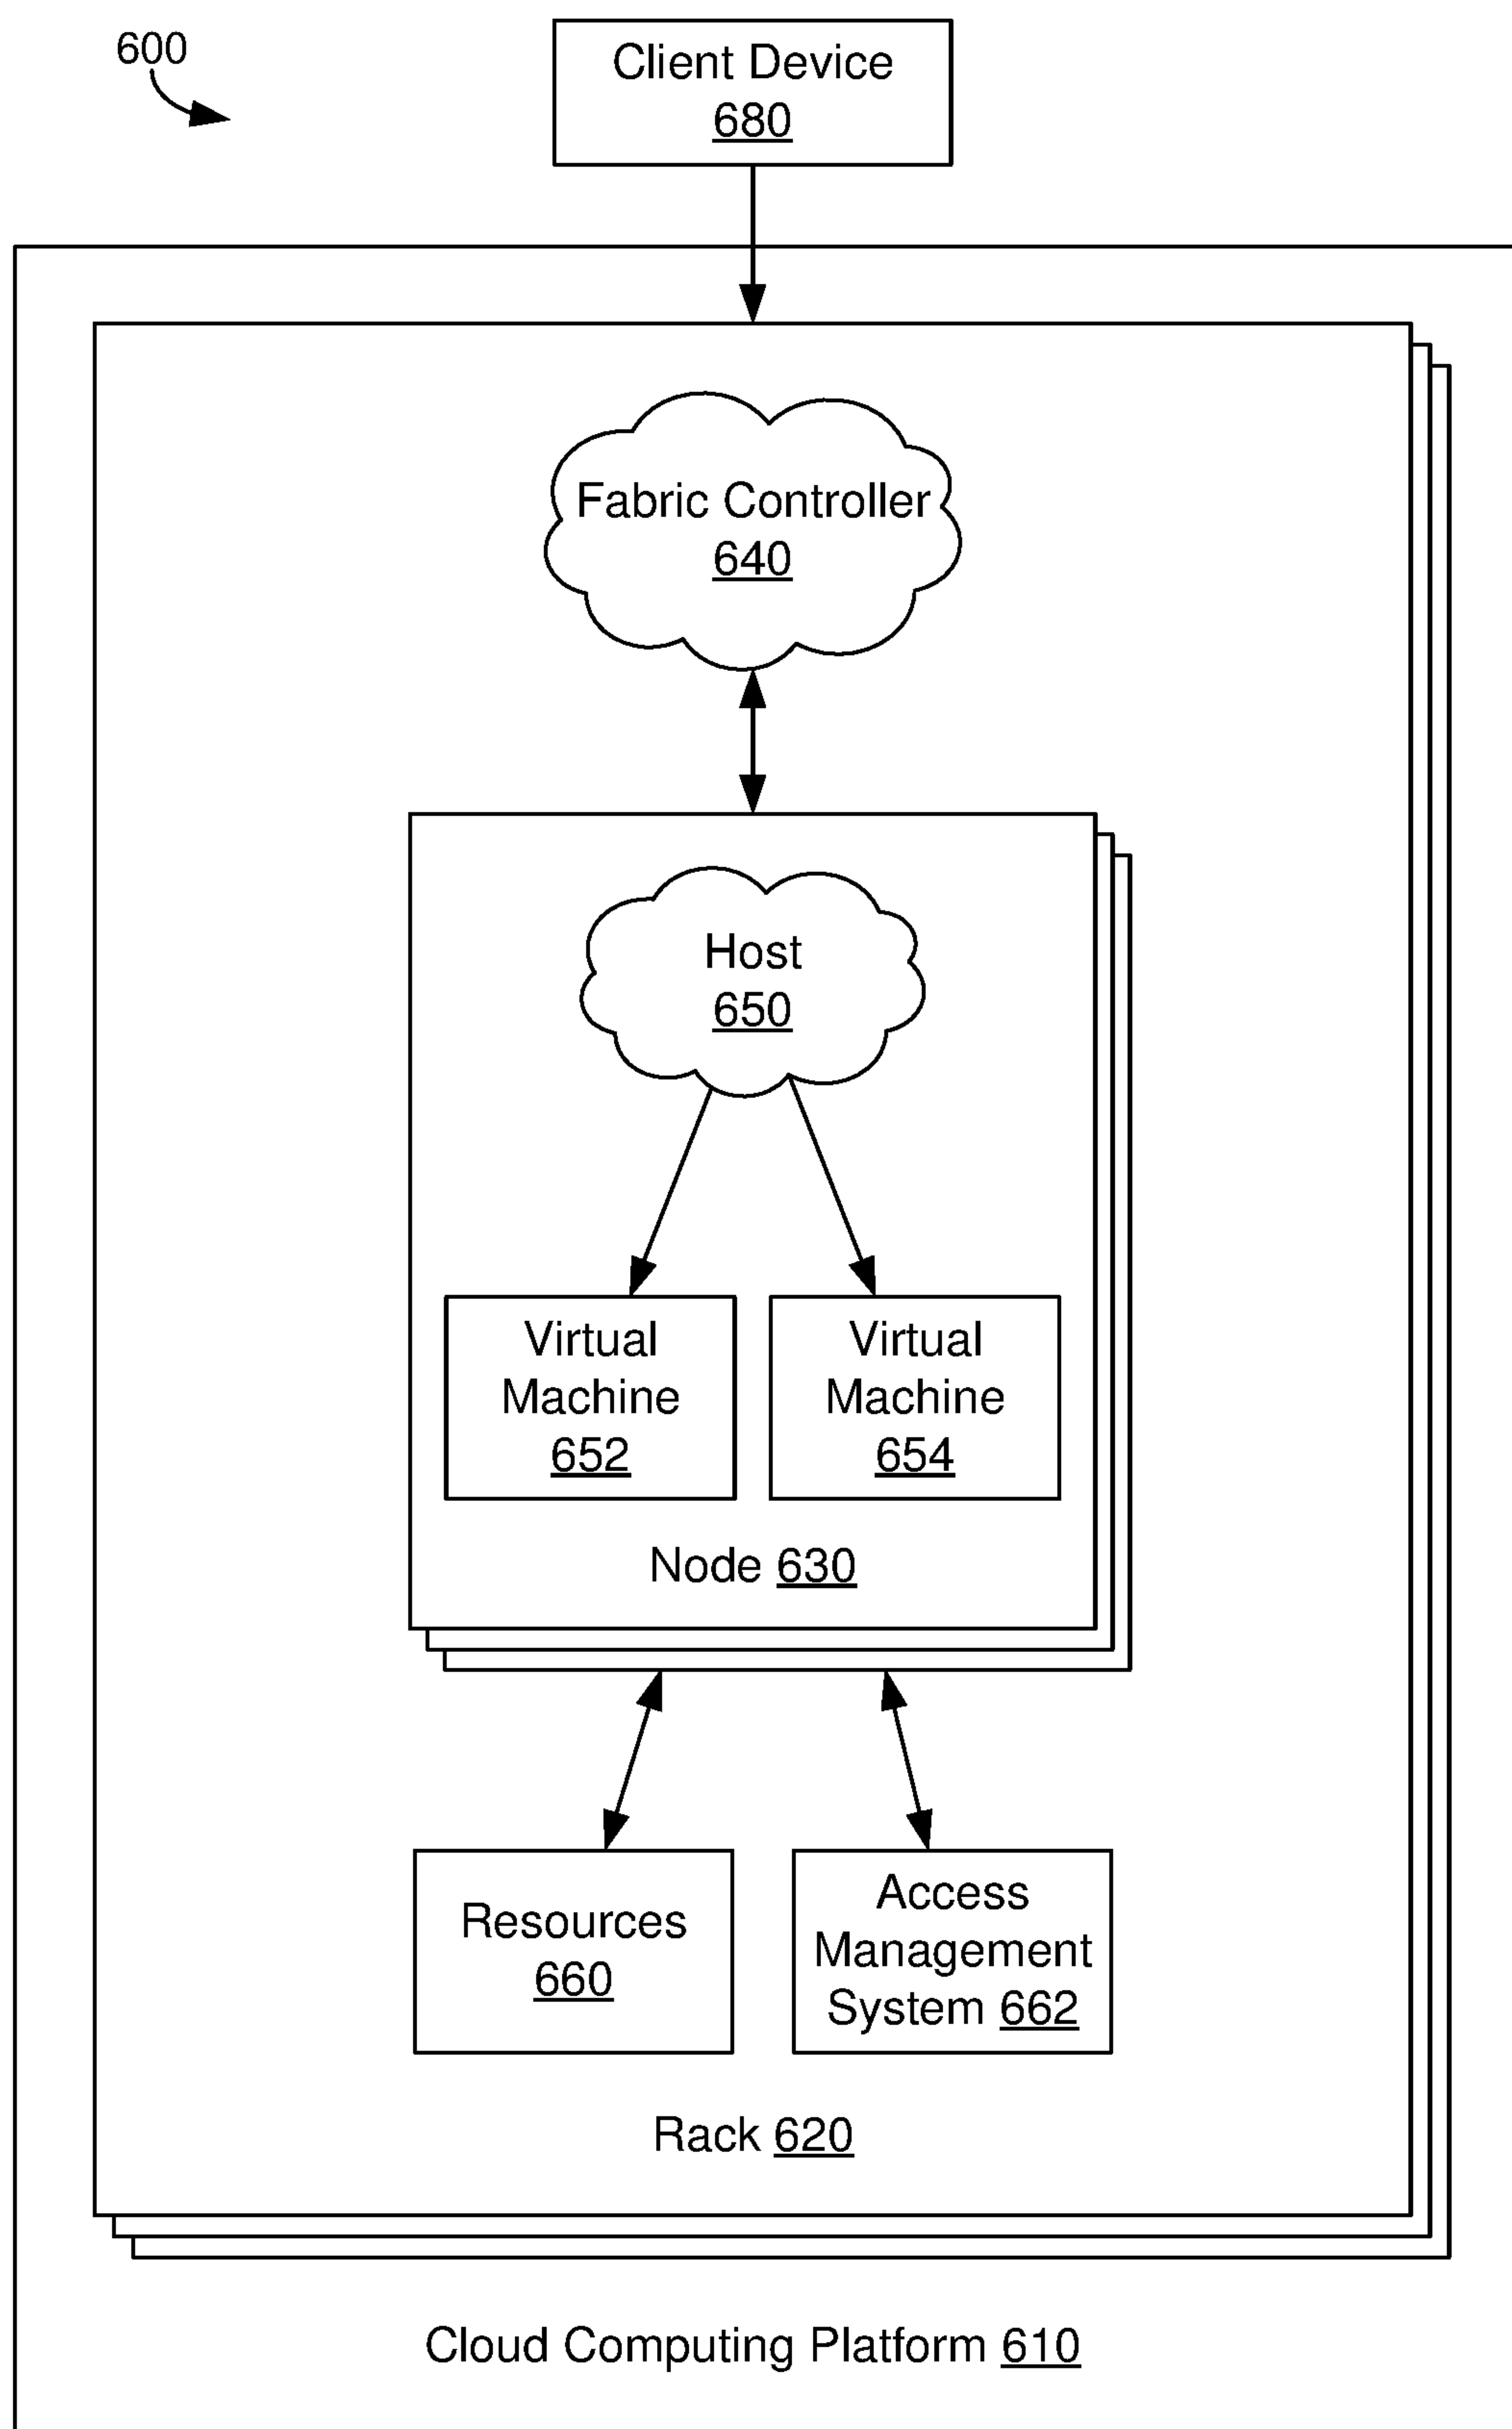 600
Client Device
680
Fabric Controller
640
Host
650
Virtual
Machine
652
Virtual
Machine
654
Node 630
Resources
660
Access
Management
System 662
Rack 620
Cloud Computing Platform 610